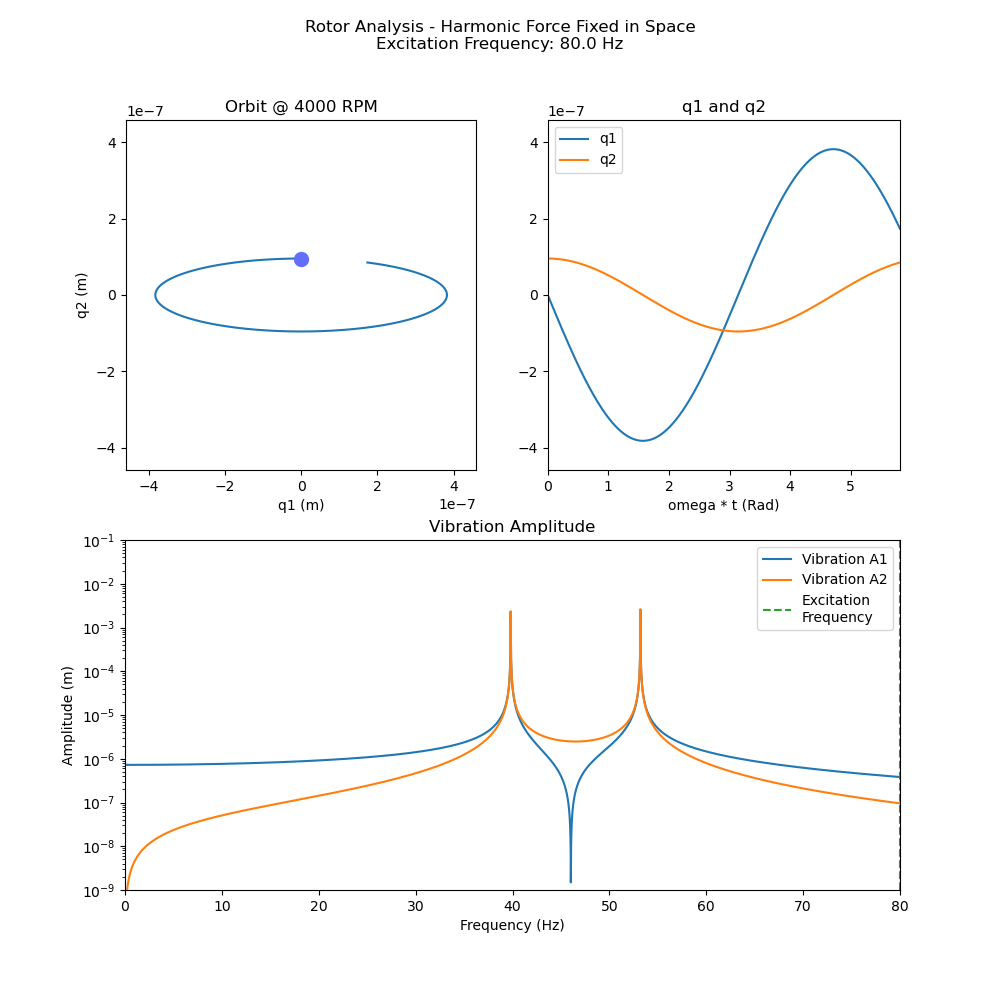 Rotor Analysis - Harmonic Force Fixed in Space
Excitation Frequency: 80.0 Hz
Orbit @ 4000 RPM
1e−7
4
2
0
−2
−4
q2 (m)
−4 −2 0 2 4
1e−7
q1 (m)
q1 and q2
1e−7
q1
q2
4
2
0
−2
−4
0 1 2 3 4 5
omega * t (Rad)
Vibration Amplitude
Vibration A1
Vibration A2
Excitation
Frequency
10⁻¹
10⁻²
10⁻³
10⁻⁴
10⁻⁵
10⁻⁶
10⁻⁷
10⁻⁸
10⁻⁹
Amplitude (m)
0 10 20 30 40 50 60 70 80
Frequency (Hz)